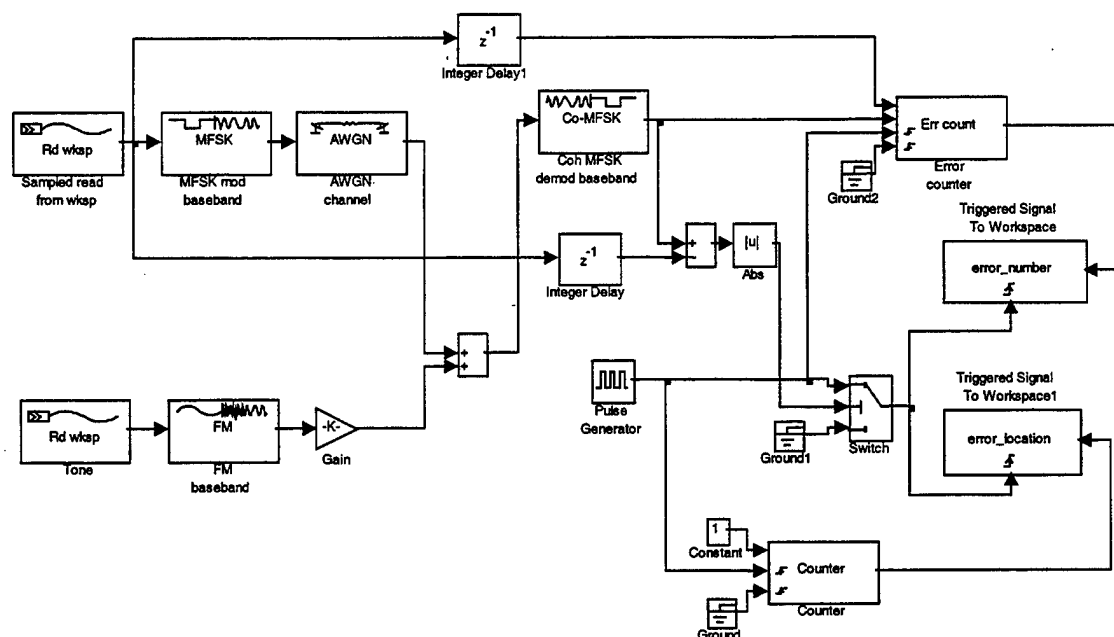 z-1
Integer Delay1
Rd wksp
Sampled read
from wksp
MFSK
MFSK mod
baseband
AWGN
AWGN
channel
Co-MFSK
Coh MFSK
demod baseband
Err count
Error
counter
Ground2
z-1
Integer Delay
+
−
|u|
Abs
Triggered Signal
To Workspace
error_number
+
+
Pulse
Generator
Ground1
Switch
Triggered Signal
To Workspace1
error_location
Rd wksp
Tone
FM
FM
baseband
-K-
Gain
1
Constant
Counter
Counter
Ground